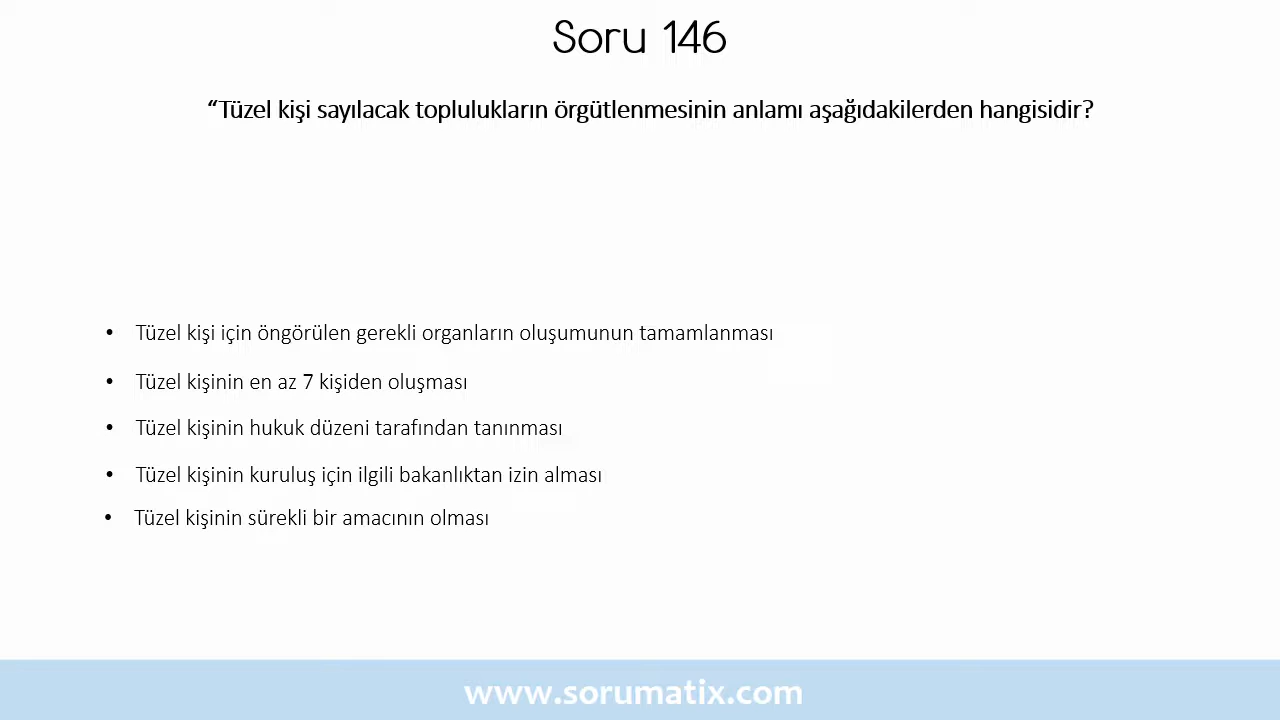 Soru 146
“Tüzel kişi sayılacak toplulukların örgütlenmesinin anlamı aşağıdakilerden hangisidir?
• Tüzel kişi için öngörülen gerekli organların oluşumunun tamamlanması
• Tüzel kişinin en az 7 kişiden oluşması
• Tüzel kişinin hukuk düzeni tarafından tanınması
• Tüzel kişinin kuruluş için ilgili bakanlıktan izin alması
• Tüzel kişinin sürekli bir amacının olması
www.sorumatix.com